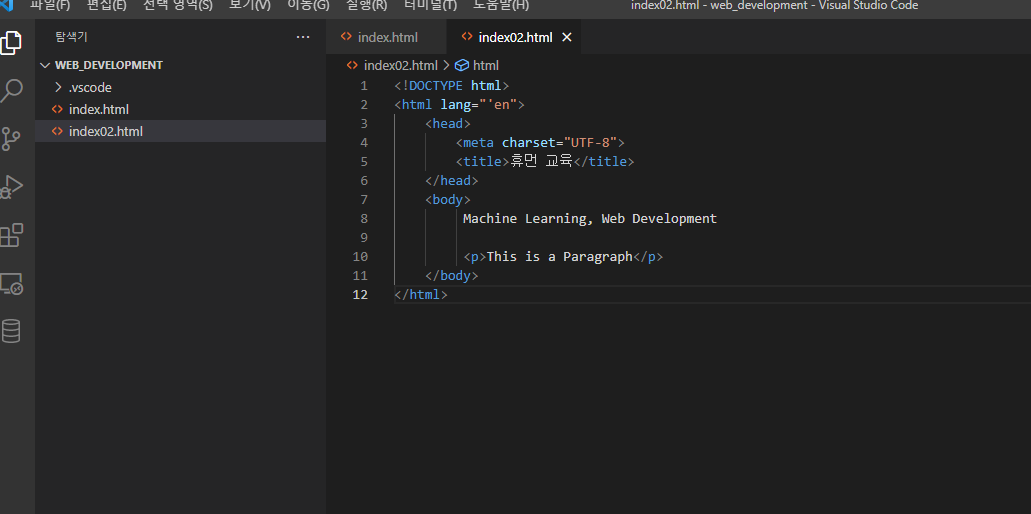 파일(F) 편집(E) 선택 영역(S) 보기(V) 이동(G) 실행(R) 터미널(T) 도움말(H) index02.html - web_development - Visual Studio Code
탐색기 ···
index.html index02.html
WEB_DEVELOPMENT
.vscode
index.html
index02.html
index02.html > html
1 <!DOCTYPE html>
2 <html lang="'en">
3 <head>
4 <meta charset="UTF-8">
5 <title>휴먼 교육</title>
6 </head>
7 <body>
8 Machine Learning, Web Development
9
10 <p>This is a Paragraph</p>
11 </body>
12 </html>